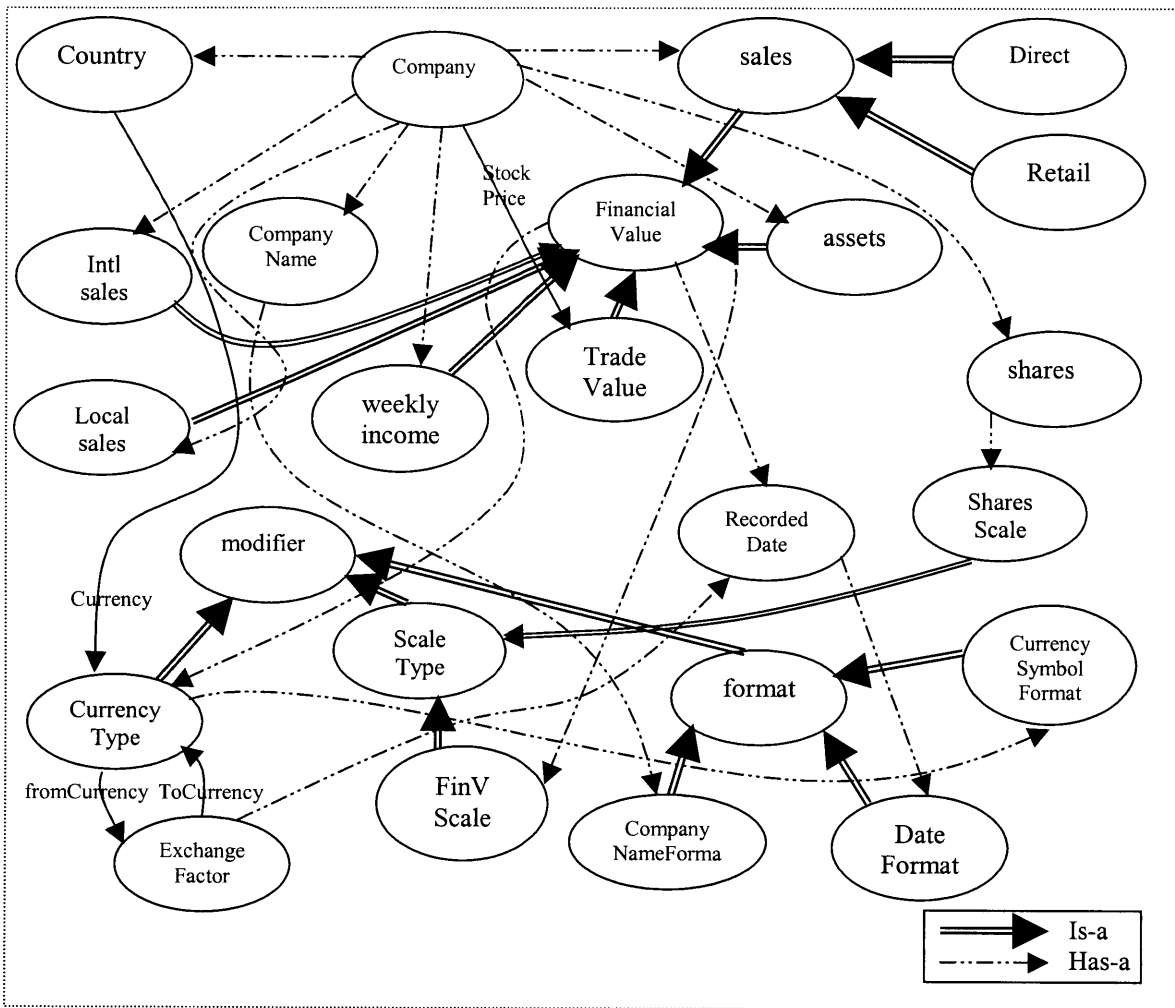 Country
Company
sales
Direct
Retail
Stock
Price
Financial
Value
assets
Company
Name
Intl
sales
Trade
Value
shares
weekly
income
Local
sales
Shares
Scale
Recorded
Date
modifier
Currency
Scale
Type
Currency
Symbol
Format
format
Currency
Type
fromCurrency
ToCurrency
FinV
Scale
Company
NameForma
Date
Format
Exchange
Factor
Is-a
Has-a